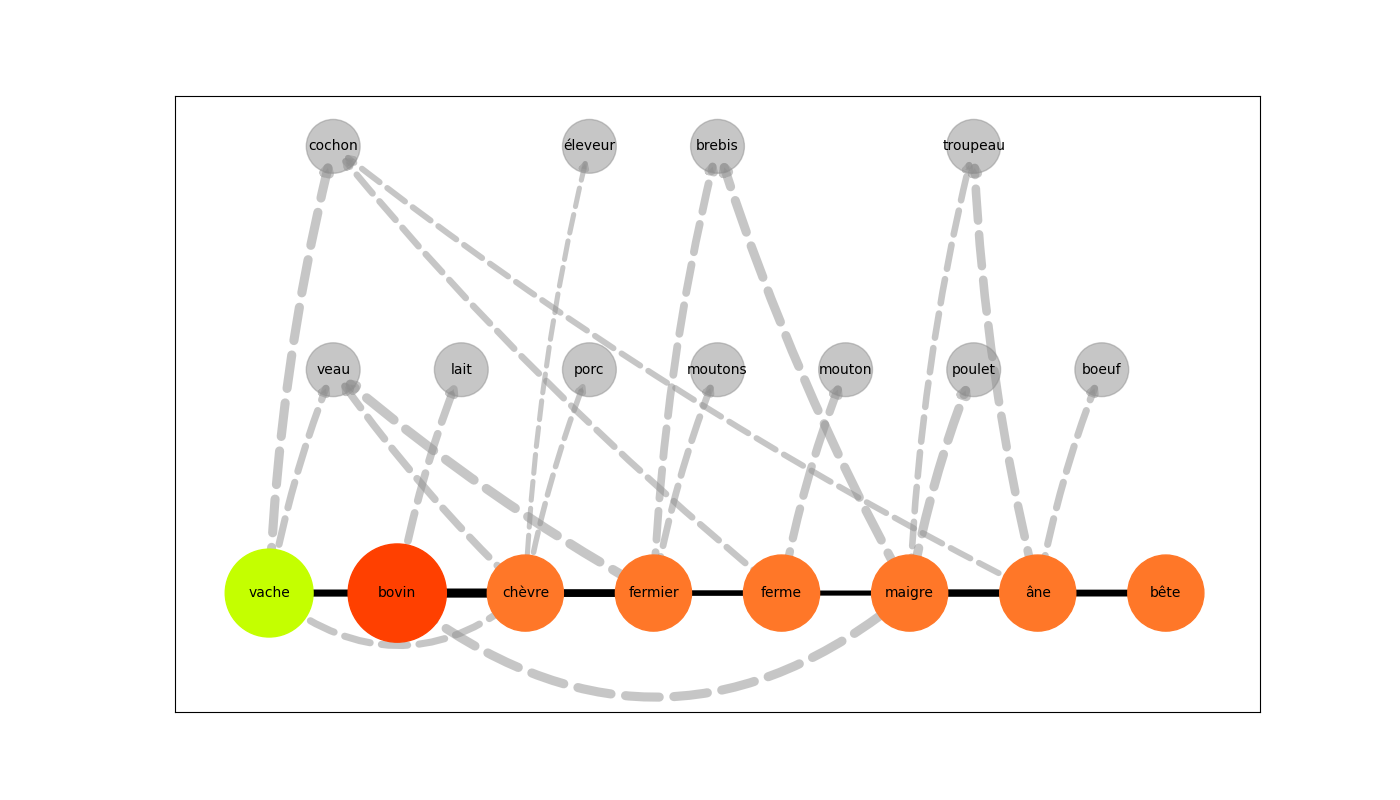 cochon éleveur brebis troupeau
veau lait porc moutons mouton poulet boeuf
vache bovin chèvre fermier ferme maigre âne bête